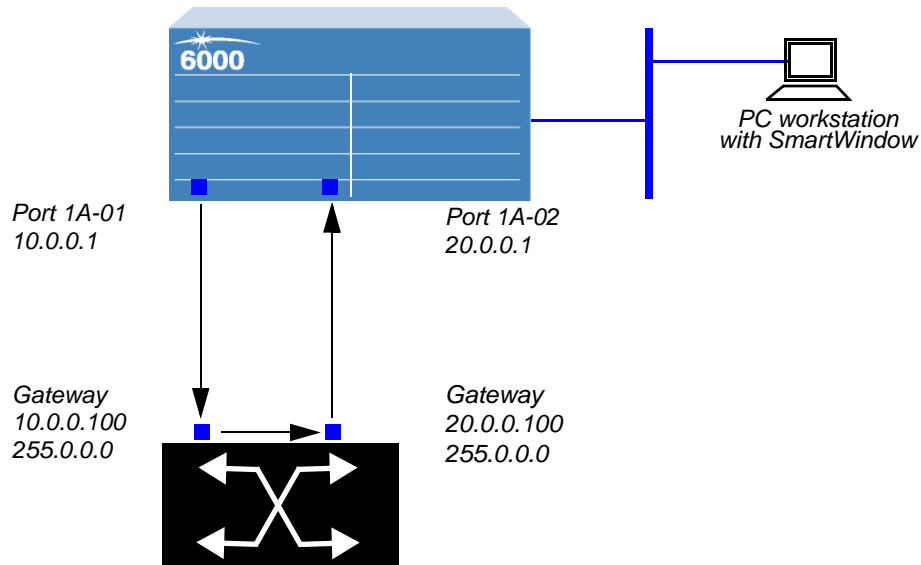 6000
PC workstation
with SmartWindow
Port 1A-01
10.0.0.1
Port 1A-02
20.0.0.1
Gateway
10.0.0.100
255.0.0.0
Gateway
20.0.0.100
255.0.0.0